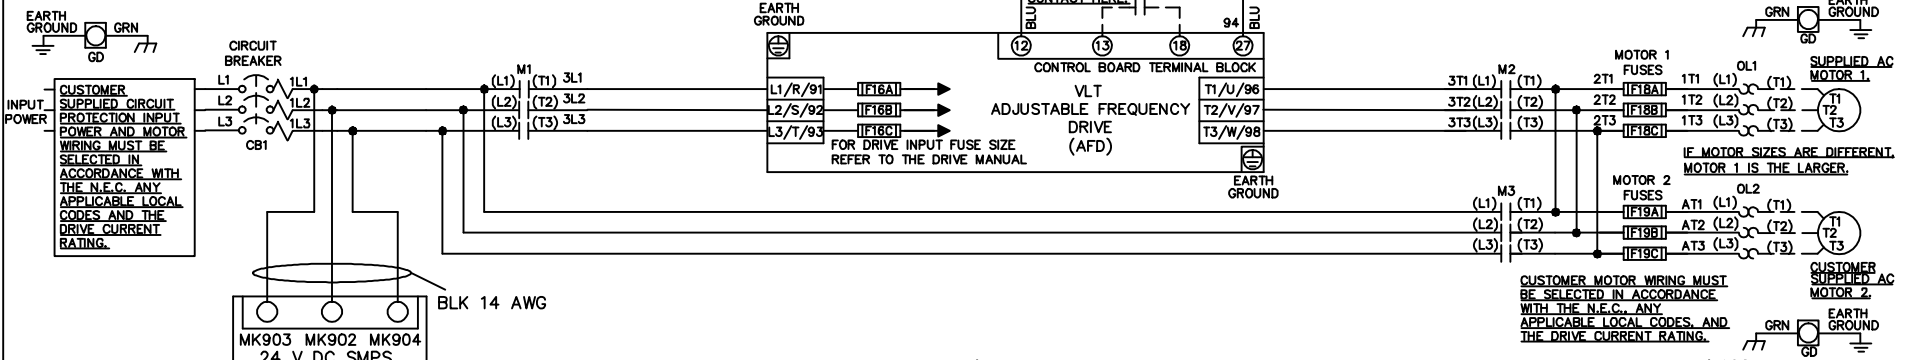 EARTH
GROUND
GRN
GD
CIRCUIT
BREAKER
INPUT
POWER
CUSTOMER
SUPPLIED CIRCUIT
PROTECTION INPUT
POWER AND MOTOR
WIRING MUST BE
SELECTED IN
ACCORDANCE WITH
THE N.E.C. ANY
APPLICABLE LOCAL
CODES AND THE
DRIVE CURRENT
RATING.
L1 1L1
L2 1L2
L3 1L3
CB1
M1
(L1) (T1) 3L1
(L2) (T2) 3L2
(L3) (T3) 3L3
BLK 14 AWG
MK903 MK902 MK904
24 V DC SMPS
EARTH
GROUND
BLU
94
BLU
12 13 18 27
CONTROL BOARD TERMINAL BLOCK
L1/R/91 F16A
L2/S/92 F16B
L3/T/93 F16C
VLT
ADJUSTABLE FREQUENCY
DRIVE
(AFD)
FOR DRIVE INPUT FUSE SIZE
REFER TO THE DRIVE MANUAL
T1/U/96
T2/V/97
T3/W/98
EARTH
GROUND
M2
3T1 (L1) (T1)
3T2(L2) (T2)
3T3(L3) (T3)
MOTOR 1
FUSES
2T1 F18A 1T1 (L1) (T1)
2T2 F18B 1T2 (L2) (T2)
2T3 F18C 1T3 (L3) (T3)
OL1
GRN
EARTH
GROUND
GD
SUPPLIED AC
MOTOR 1.
T1
T2
T3
IF MOTOR SIZES ARE DIFFERENT,
MOTOR 1 IS THE LARGER.
M3
(L1) (T1)
(L2) (T2)
(L3) (T3)
MOTOR 2
FUSES
F19A AT1 (L1) (T1)
F19B AT2 (L2) (T2)
F19C AT3 (L3) (T3)
OL2
T1
T2
T3
CUSTOMER
SUPPLIED AC
MOTOR 2.
CUSTOMER MOTOR WIRING MUST
BE SELECTED IN ACCORDANCE
WITH THE N.E.C., ANY
APPLICABLE LOCAL CODES, AND
THE DRIVE CURRENT RATING.
GRN
EARTH
GROUND
GD